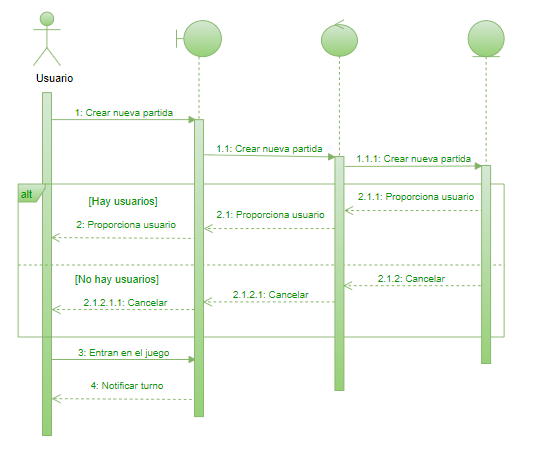 Usuario
1: Crear nueva partida
1.1: Crear nueva partida
1.1.1: Crear nueva partida
alt
[Hay usuarios]
2.1.1: Proporciona usuario
2.1: Proporciona usuario
2: Proporciona usuario
[No hay usuarios]
2.1.2: Cancelar
2.1.2.1: Cancelar
2.1.2.1.1: Cancelar
3: Entran en el juego
4: Notificar turno